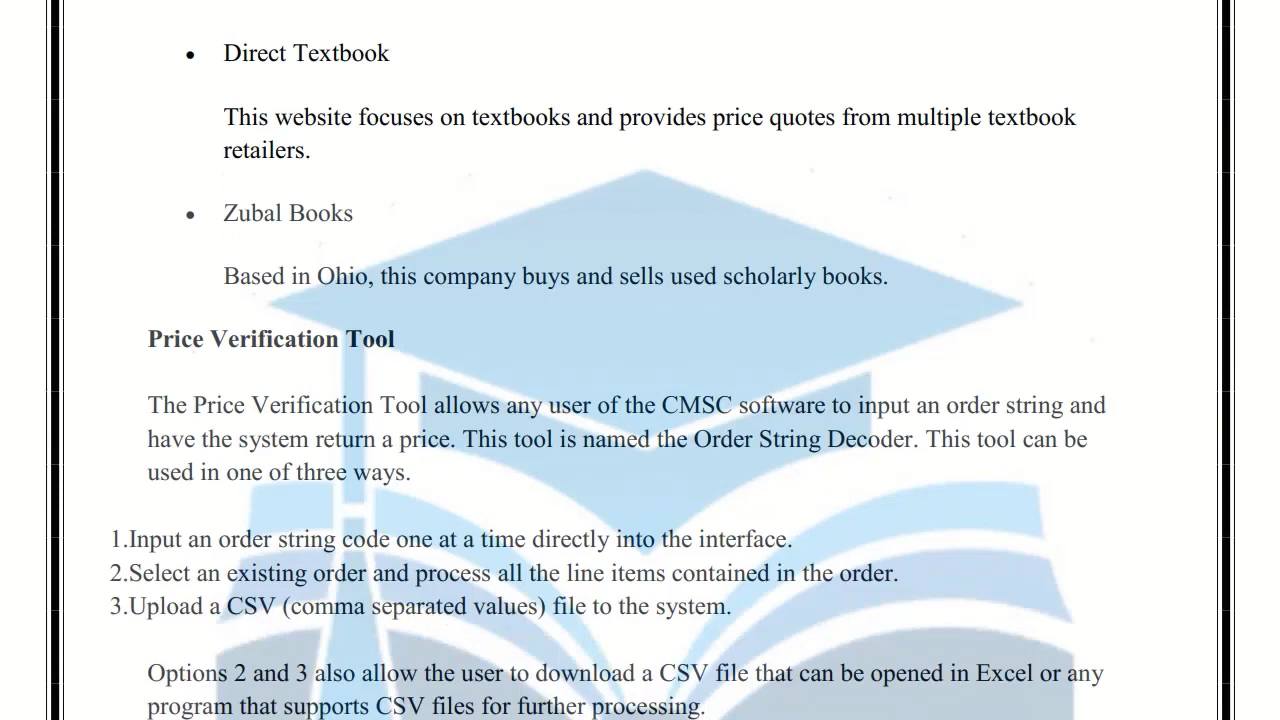 • Direct Textbook
This website focuses on textbooks and provides price quotes from multiple textbook
retailers.
• Zubal Books
Based in Ohio, this company buys and sells used scholarly books.
Price Verification Tool
The Price Verification Tool allows any user of the CMSC software to input an order string and
have the system return a price. This tool is named the Order String Decoder. This tool can be
used in one of three ways.
1.Input an order string code one at a time directly into the interface.
2.Select an existing order and process all the line items contained in the order.
3.Upload a CSV (comma separated values) file to the system.
Options 2 and 3 also allow the user to download a CSV file that can be opened in Excel or any
program that supports CSV files for further processing.